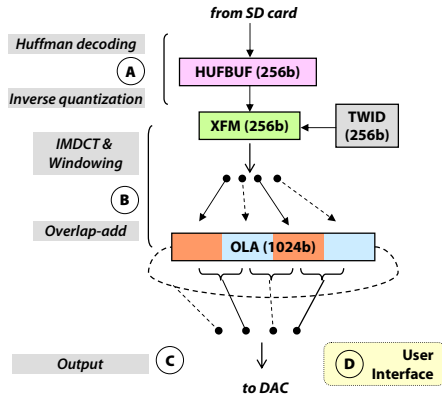 from SD card
Huffman decoding
A
HUFBUF (256b)
Inverse quantization
XFM (256b)
TWID
(256b)
IMDCT &
Windowing
B
Overlap-add
OLA (1024b)
Output
C
D
User
Interface
to DAC